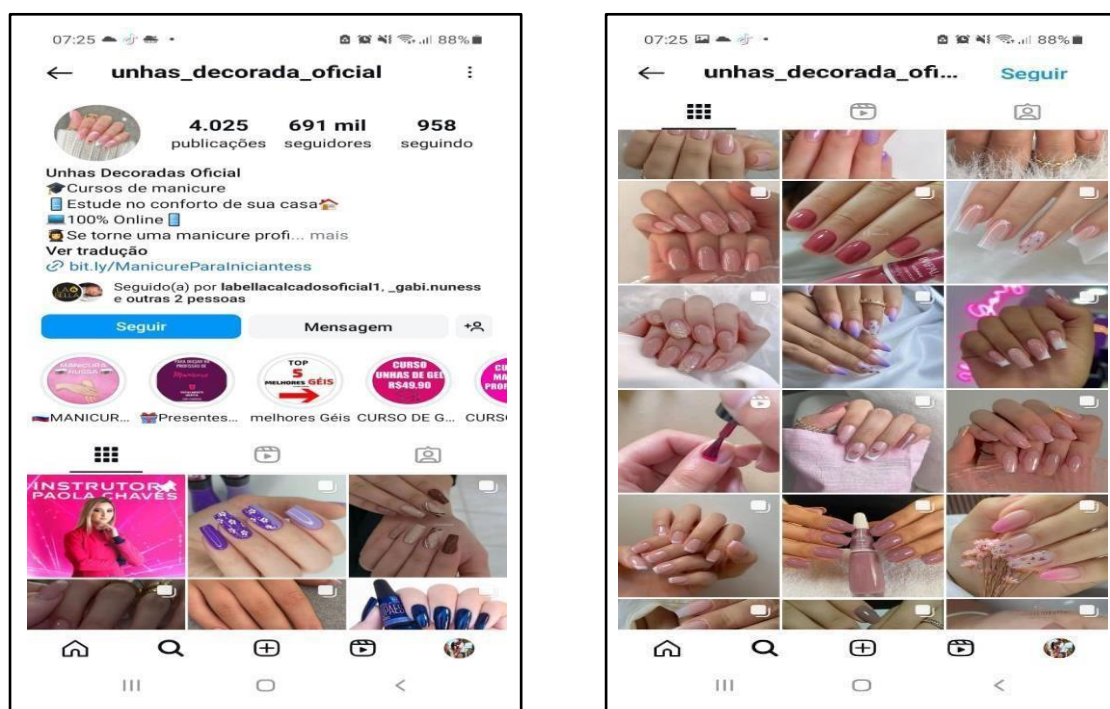 07:25 88%
unhas_decorada_oficial
4.025 691 mil 958
publicações seguidores seguindo
Unhas Decoradas Oficial
🎓Cursos de manicure
📘Estude no conforto de sua casa🏠
💻100% Online📘
Se torne uma manicure profi... mais
Ver tradução
bit.ly/ManicureParaIniciantess
Seguido(a) por labellacalcadosoficial1, _gabi.nuness
e outras 2 pessoas
Seguir Mensagem
MANICURA
RUSSA
TOP
5
MELHORES GÉIS
CURSO
UNHAS DE GEL
R$49,90
🇷🇺MANICUR... 🎁Presentes... melhores Géis CURSO DE G... CURS
INSTRUTORA
PAOLA CHAVES
07:25 88%
unhas_decorada_ofi... Seguir